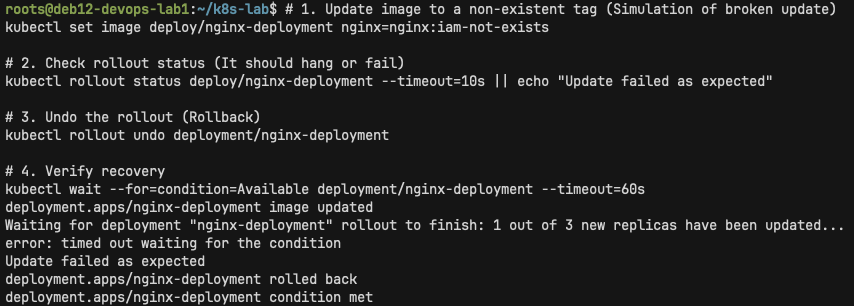 roots@deb12-devops-lab1:~/k8s-lab$ # 1. Update image to a non-existent tag (Simulation of broken update)
kubectl set image deploy/nginx-deployment nginx=nginx:iam-not-exists
# 2. Check rollout status (It should hang or fail)
kubectl rollout status deploy/nginx-deployment --timeout=10s || echo "Update failed as expected"
# 3. Undo the rollout (Rollback)
kubectl rollout undo deployment/nginx-deployment
# 4. Verify recovery
kubectl wait --for=condition=Available deployment/nginx-deployment --timeout=60s
deployment.apps/nginx-deployment image updated
Waiting for deployment "nginx-deployment" rollout to finish: 1 out of 3 new replicas have been updated...
error: timed out waiting for the condition
Update failed as expected
deployment.apps/nginx-deployment rolled back
deployment.apps/nginx-deployment condition met